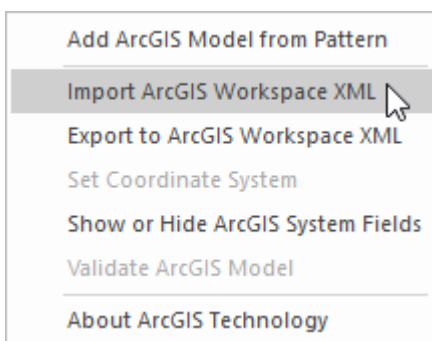 Add ArcGIS Model from Pattern
Import ArcGIS Workspace XML
Export to ArcGIS Workspace XML
Set Coordinate System
Show or Hide ArcGIS System Fields
Validate ArcGIS Model
About ArcGIS Technology